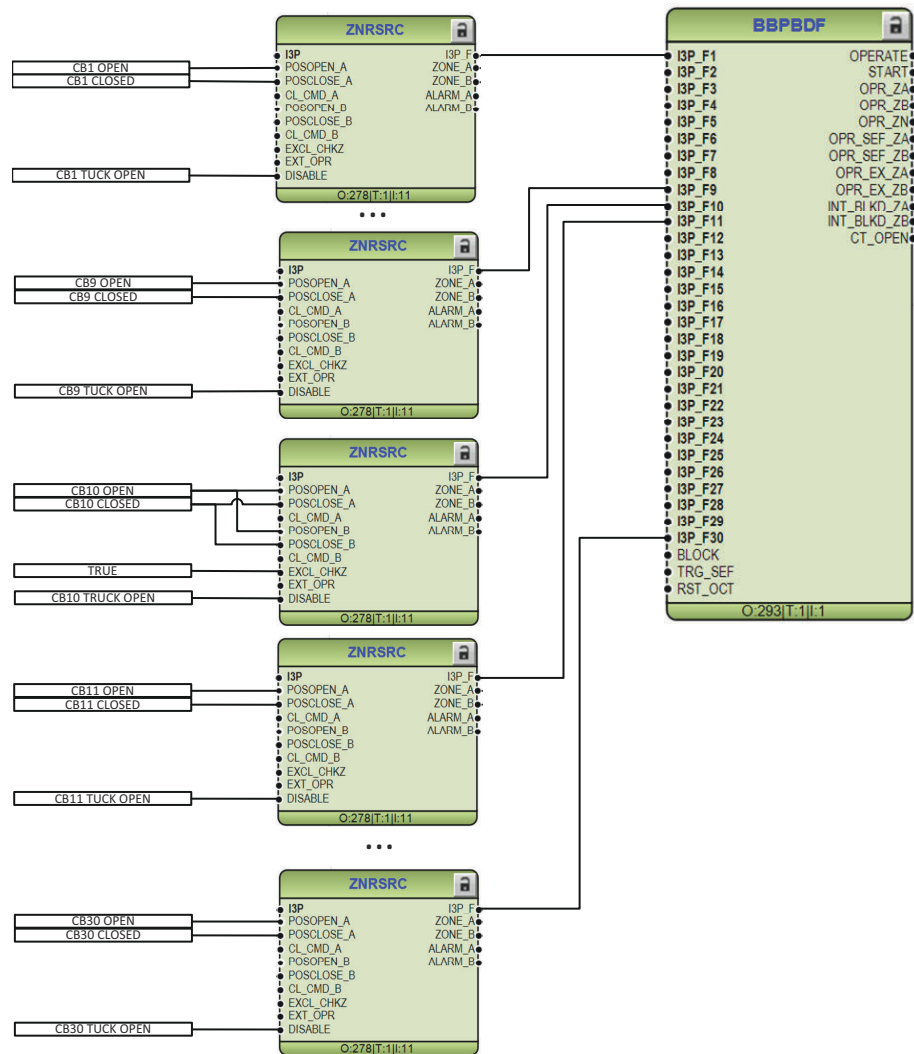 ZNRSRC
CB1 OPEN
CB1 CLOSED
CB1 TUCK OPEN
I3P
POSOPEN_A
POSCLOSE_A
CL_CMD_A
POSOPEN_B
POSCLOSE_B
CL_CMD_B
EXCL_CHKZ
EXT_OPR
DISABLE
I3P_F
ZONE_A
ZONE_B
ALARM_A
ALARM_B
O:278|T:1|I:11
...
ZNRSRC
CB9 OPEN
CB9 CLOSED
CB9 TUCK OPEN
I3P
POSOPEN_A
POSCLOSE_A
CL_CMD_A
POSOPEN_B
POSCLOSE_B
CL_CMD_B
EXCL_CHKZ
EXT_OPR
DISABLE
I3P_F
ZONE_A
ZONE_B
ALARM_A
ALARM_B
O:278|T:1|I:11
ZNRSRC
CB10 OPEN
CB10 CLOSED
TRUE
CB10 TRUCK OPEN
I3P
POSOPEN_A
POSCLOSE_A
CL_CMD_A
POSOPEN_B
POSCLOSE_B
CL_CMD_B
EXCL_CHKZ
EXT_OPR
DISABLE
I3P_F
ZONE_A
ZONE_B
ALARM_A
ALARM_B
O:278|T:1|I:11
ZNRSRC
CB11 OPEN
CB11 CLOSED
CB11 TUCK OPEN
I3P
POSOPEN_A
POSCLOSE_A
CL_CMD_A
POSOPEN_B
POSCLOSE_B
CL_CMD_B
EXCL_CHKZ
EXT_OPR
DISABLE
I3P_F
ZONE_A
ZONE_B
ALARM_A
ALARM_B
O:278|T:1|I:11
...
ZNRSRC
CB30 OPEN
CB30 CLOSED
CB30 TUCK OPEN
I3P
POSOPEN_A
POSCLOSE_A
CL_CMD_A
POSOPEN_B
POSCLOSE_B
CL_CMD_B
EXCL_CHKZ
EXT_OPR
DISABLE
I3P_F
ZONE_A
ZONE_B
ALARM_A
ALARM_B
O:278|T:1|I:11
BBPBDF
I3P_F1
I3P_F2
I3P_F3
I3P_F4
I3P_F5
I3P_F6
I3P_F7
I3P_F8
I3P_F9
I3P_F10
I3P_F11
I3P_F12
I3P_F13
I3P_F14
I3P_F15
I3P_F16
I3P_F17
I3P_F18
I3P_F19
I3P_F20
I3P_F21
I3P_F22
I3P_F23
I3P_F24
I3P_F25
I3P_F26
I3P_F27
I3P_F28
I3P_F29
I3P_F30
BLOCK
TRG_SEF
RST_OCT
OPERATE
START
OPR_ZA
OPR_ZB
OPR_ZN
OPR_SEF_ZA
OPR_SEF_ZB
OPR_EX_ZA
OPR_EX_ZB
INT_BLKD_ZA
INT_BLKD_ZB
CT_OPEN
O:293|T:1|I:1